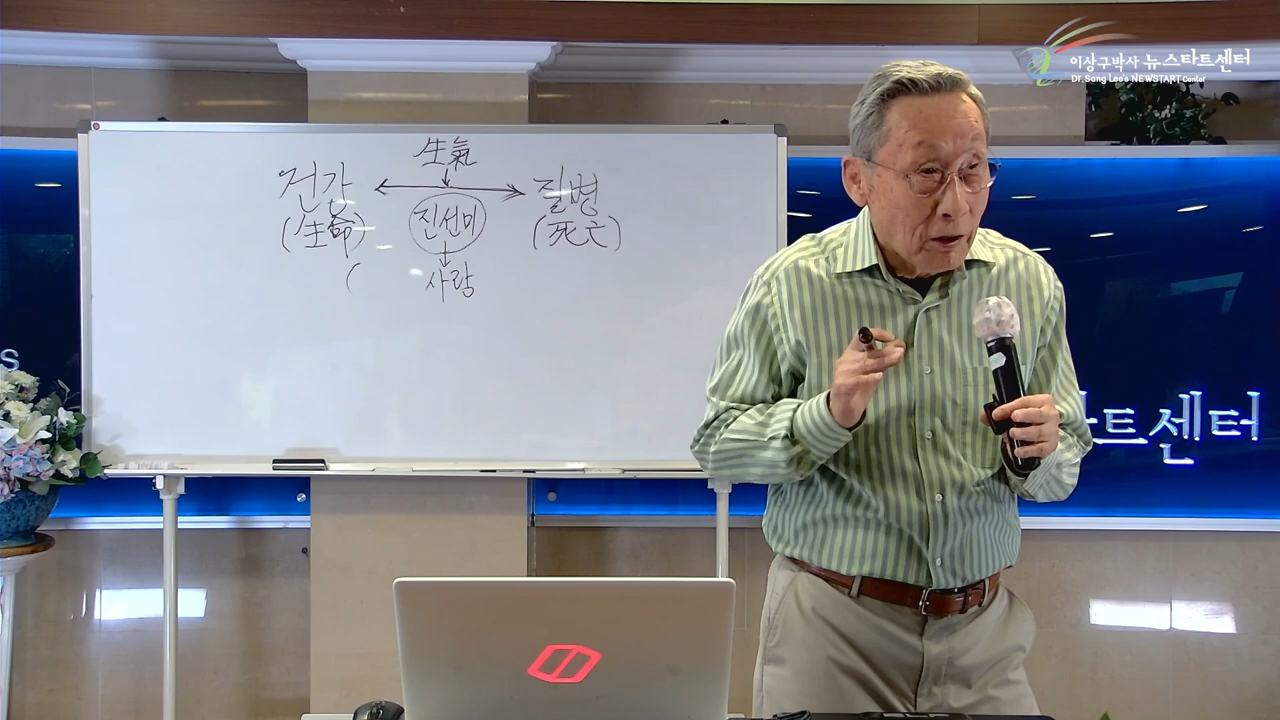 이상구박사 뉴스타트센터
Dr. Sang Lee's NEWSTART Center
生氣
건강 질병
(生命) 진선미 (死亡)
( 사랑
s
타트센터